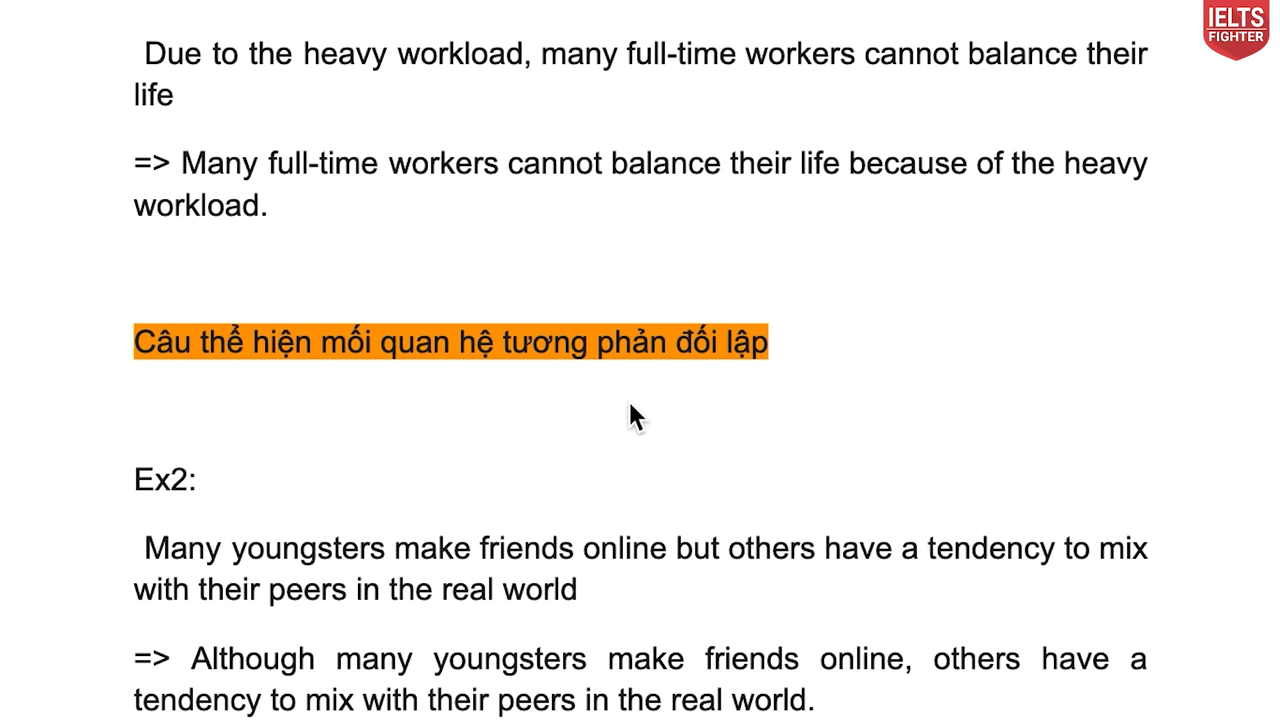 IELTS
FIGHTER
Due to the heavy workload, many full-time workers cannot balance their
life
=> Many full-time workers cannot balance their life because of the heavy
workload.
Câu thể hiện mối quan hệ tương phản đối lập
Ex2:
Many youngsters make friends online but others have a tendency to mix
with their peers in the real world
=> Although many youngsters make friends online, others have a
tendency to mix with their peers in the real world.